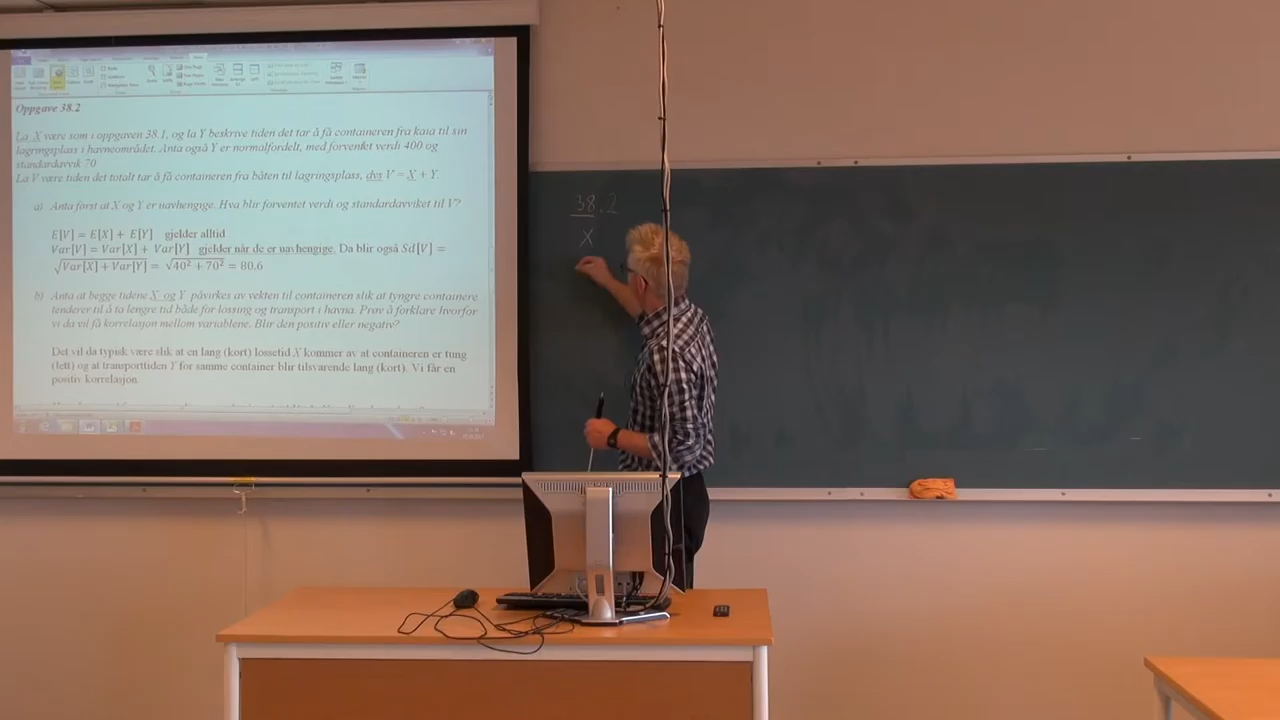 Oppgave 38.2
La X være som i oppgaven 38.1, og la Y beskrive tiden det tar å få containeren fra kaia til sin
lagringsplass i havneområdet. Anta også Y er normalfordelt, med forventet verdi 400 og
standardavvik 70
La V være tiden det totalt tar å få containeren fra båten til lagringsplass, dvs V = X + Y.
a) Anta først at X og Y er uavhengige. Hva blir forventet verdi og standardavviket til V?
E[V] = E[X] + E[Y] gjelder alltid
Var[V] = Var[X] + Var[Y] gjelder når de er uavhengige. Da blir også Sd[V] =
√(Var[X] + Var[Y]) = √(40² + 70²) = 80.6
b) Anta at begge tidene X og Y påvirkes av vekten til containeren slik at tyngre containere
tenderer til å ta lengre tid både for lossing og transport i havna. Prøv å forklare hvorfor
vi da vil få korrelasjon mellom variablene. Blir den positiv eller negativ?
Det vil da typisk være slik at en lang (kort) lossetid X kommer av at containeren er tung
(lett) og at transporttiden Y for samme container blir tilsvarende lang (kort). Vi får en
positiv korrelasjon
38.2
X